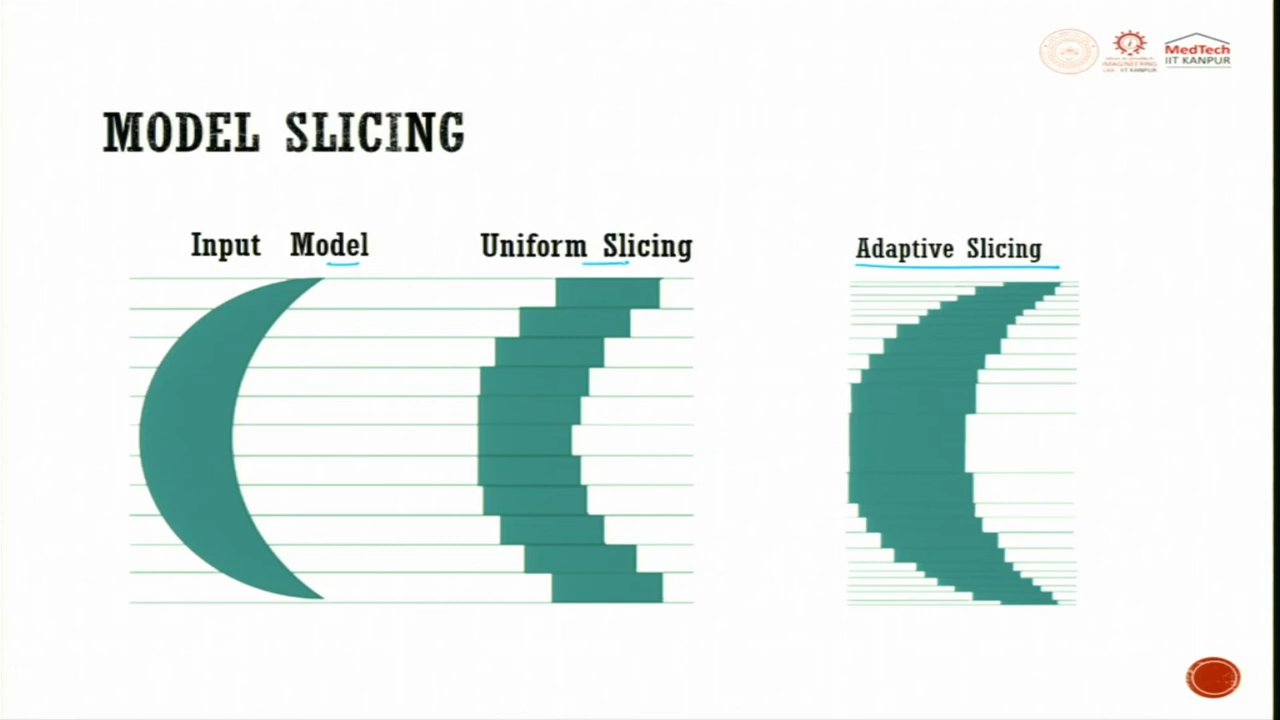 MedTech
IIT KANPUR
MODEL SLICING
Input Model
Uniform Slicing
Adaptive Slicing